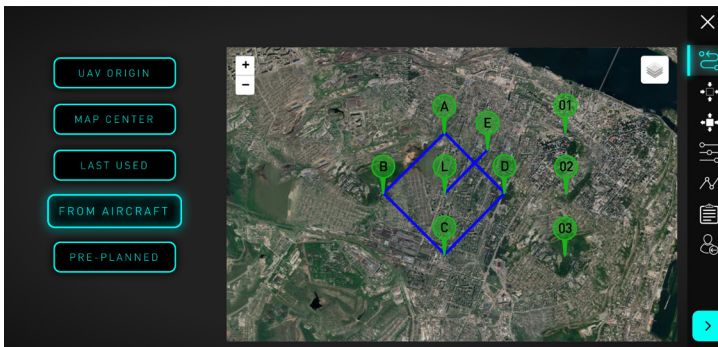 UAV ORIGIN
MAP CENTER
LAST USED
FROM AIRCRAFT
PRE-PLANNED
+
−
A
E
B
L
D
C
01
02
03